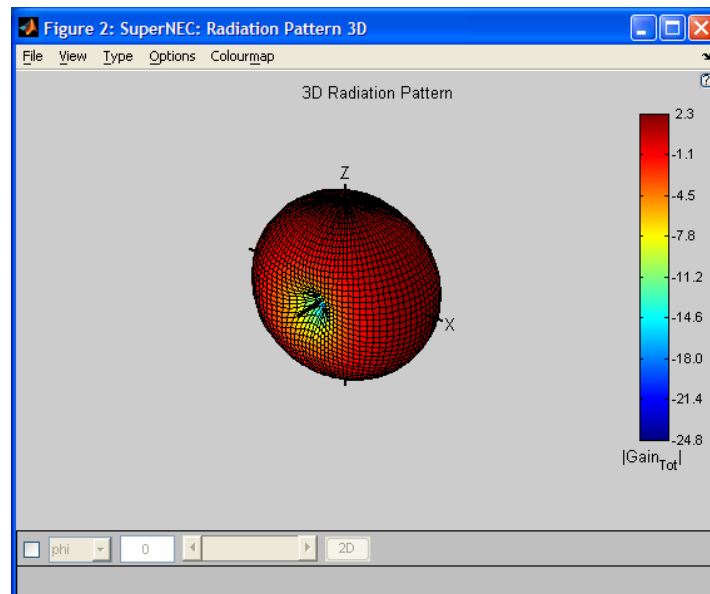 Figure 2: SuperNEC: Radiation Pattern 3D
File View Type Options Colourmap
?
3D Radiation Pattern
2.3
Z
-1.1
-4.5
-7.8
-11.2
X
-14.6
-18.0
-21.4
-24.8
|Gain_Tot|
phi 0 2D